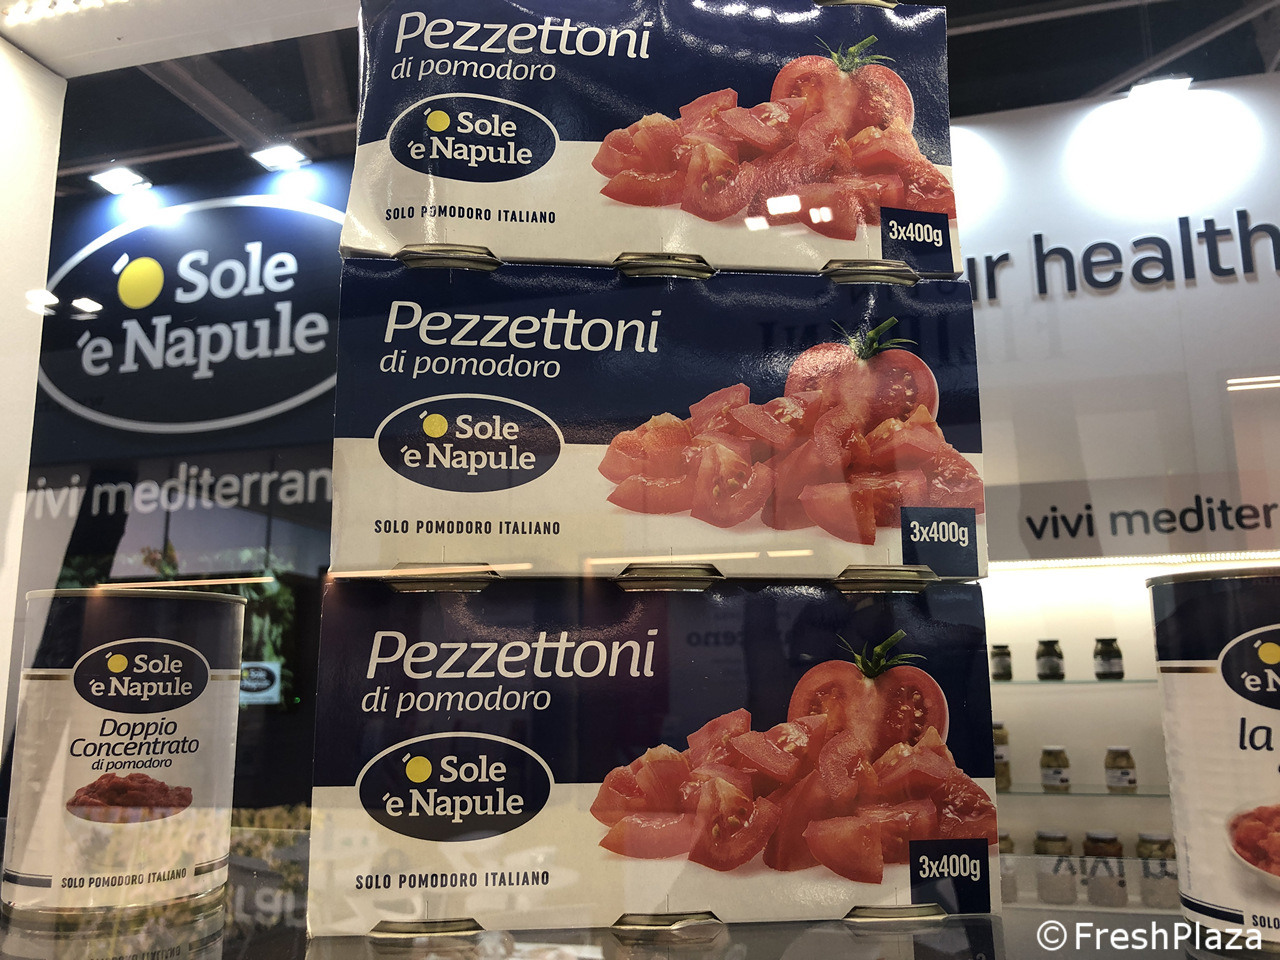 Pezzettoni
di pomodoro
Sole
'e Napule
SOLO POMODORO ITALIANO
3x400g
Sole
'e Napule
vivi mediterran
health
vivi mediter
Pezzettoni
di pomodoro
Sole
'e Napule
SOLO POMODORO ITALIANO
3x400g
Pezzettoni
di pomodoro
Sole
'e Napule
SOLO POMODORO ITALIANO
3x400g
Sole
'e Napule
Doppio
Concentrato
di pomodoro
SOLO POMODORO ITALIANO
'e N
la
SOLO
©FreshPlaza